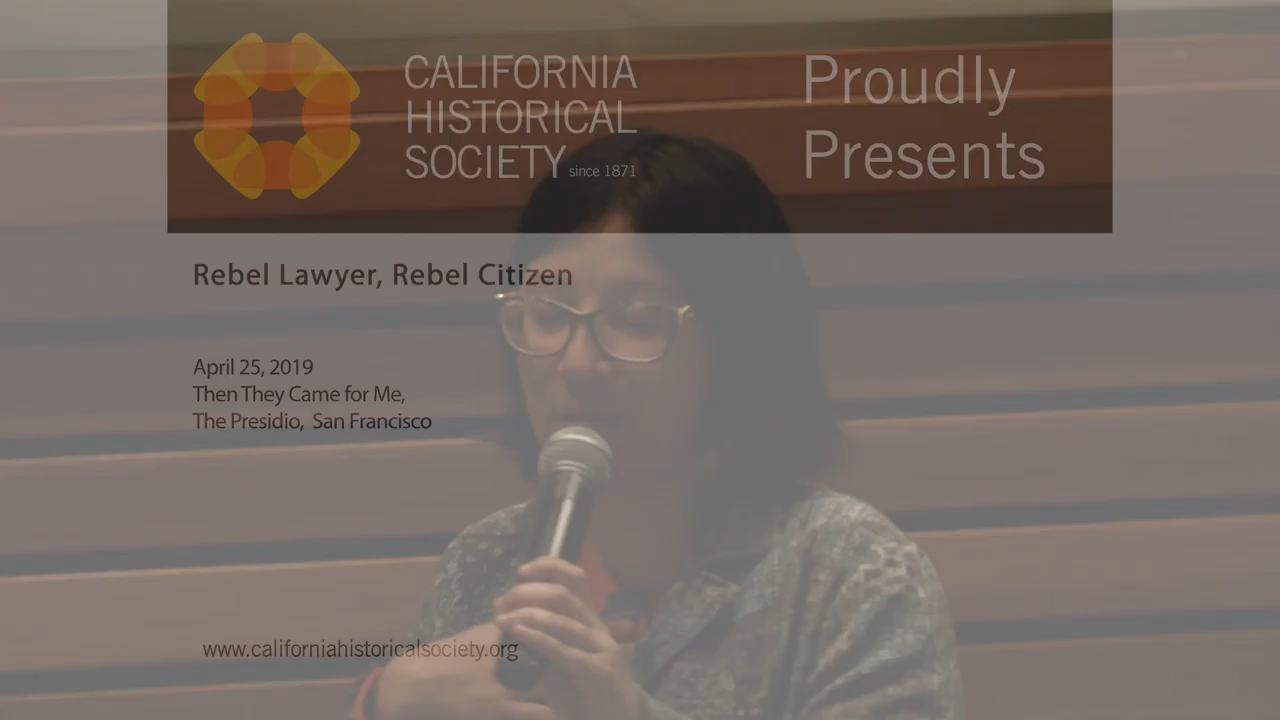 CALIFORNIA
HISTORICAL
SOCIETY since 1871
Proudly
Presents
Rebel Lawyer, Rebel Citizen
April 25, 2019
Then They Came for Me,
The Presidio, San Francisco
www.californiahistoricalsociety.org